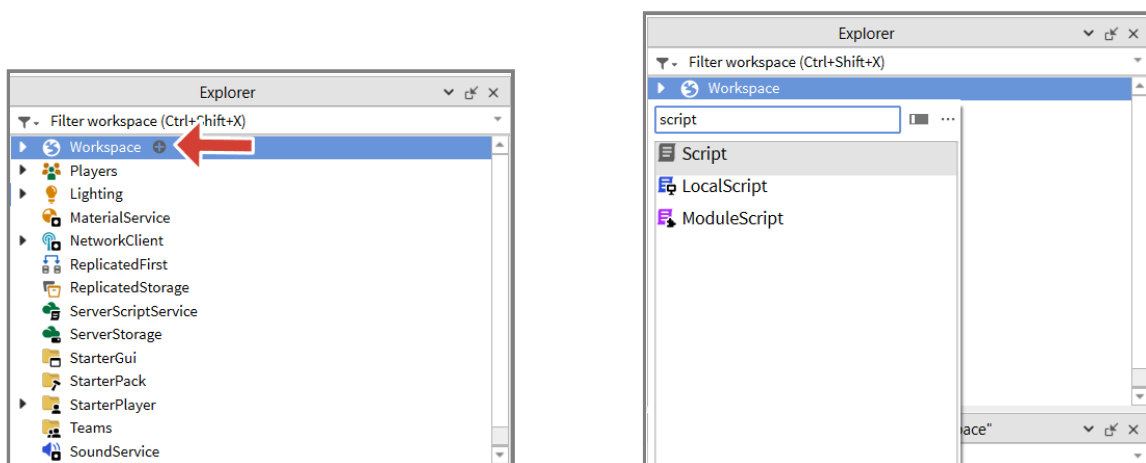 Explorer
Filter workspace (Ctrl+Shift+X)
Workspace
Players
Lighting
MaterialService
NetworkClient
ReplicatedFirst
ReplicatedStorage
ServerScriptService
ServerStorage
StarterGui
StarterPack
StarterPlayer
Teams
SoundService
Explorer
Filter workspace (Ctrl+Shift+X)
Workspace
script
Script
LocalScript
ModuleScript
ace"